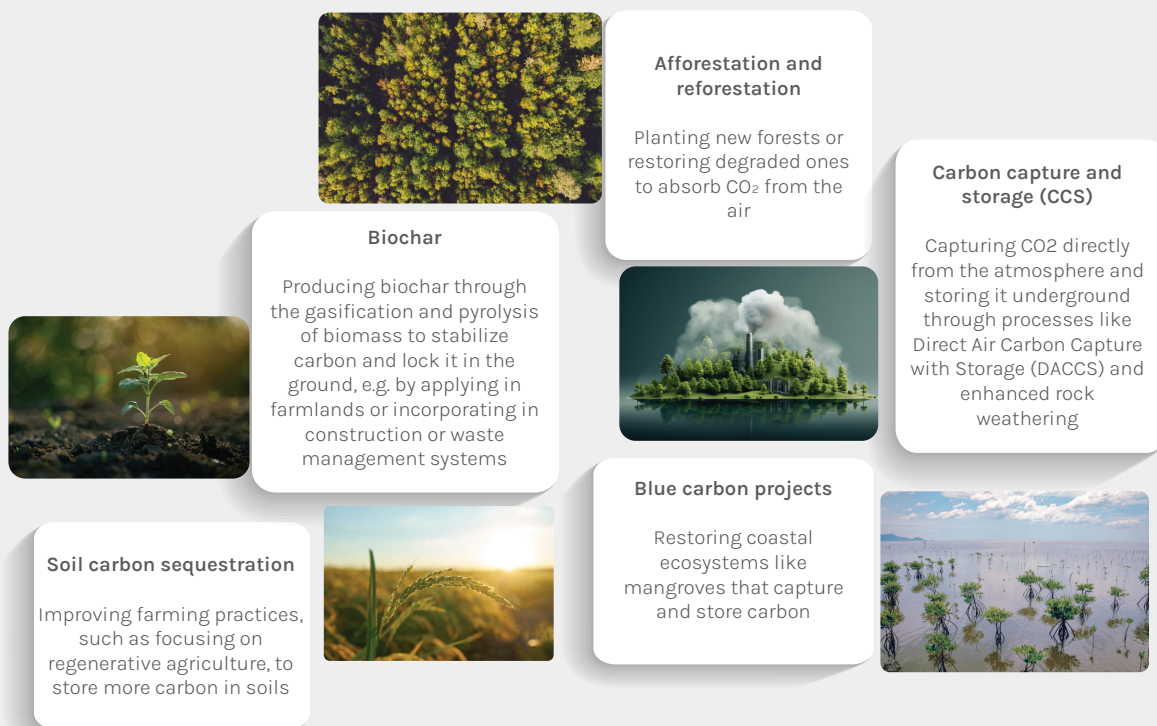 Afforestation and
reforestation
Planting new forests or
restoring degraded ones
to absorb CO₂ from the
air
Carbon capture and
storage (CCS)
Capturing CO2 directly
from the atmosphere and
storing it underground
through processes like
Direct Air Carbon Capture
with Storage (DACCS) and
enhanced rock
weathering
Biochar
Producing biochar through
the gasification and pyrolysis
of biomass to stabilize
carbon and lock it in the
ground, e.g. by applying in
farmlands or incorporating in
construction or waste
management systems
Blue carbon projects
Restoring coastal
ecosystems like
mangroves that capture
and store carbon
Soil carbon sequestration
Improving farming practices,
such as focusing on
regenerative agriculture, to
store more carbon in soils